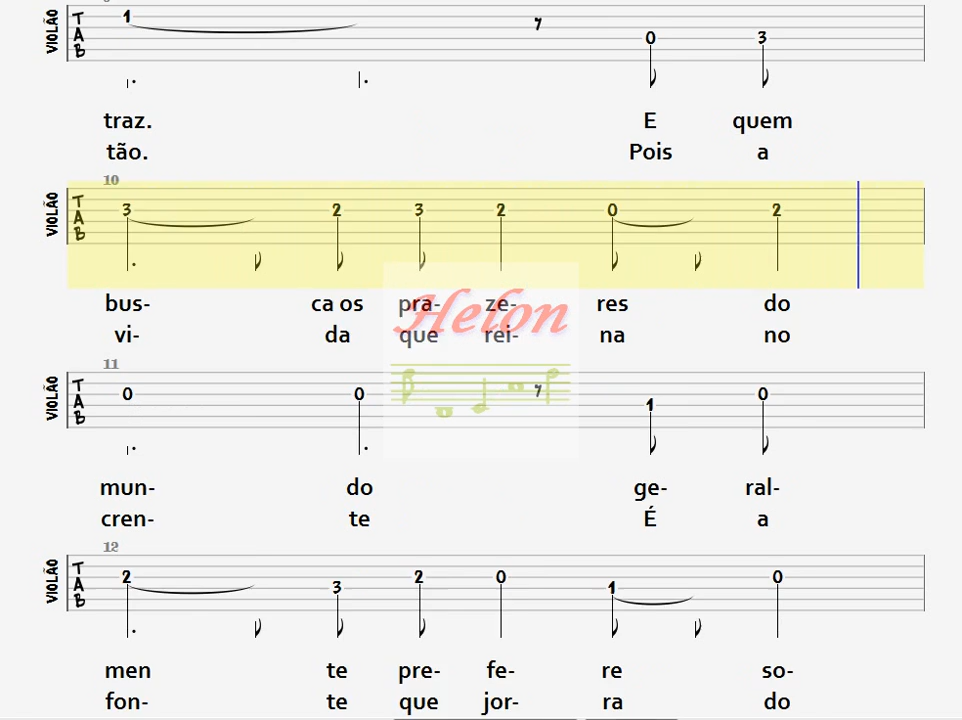 VIOLÃO T A B 1 0 3
traz. E quem
tão. Pois a
10
VIOLÃO T A B 3 2 3 2 0 2
bus- ca os pra- ze- res do
vi- da que rei- na no
Helon
11
VIOLÃO T A B 0 0 1 0
mun- do ge- ral-
cren- te É a
12
VIOLÃO T A B 2 3 2 0 1 0
men te pre- fe- re so-
fon- te que jor- ra do